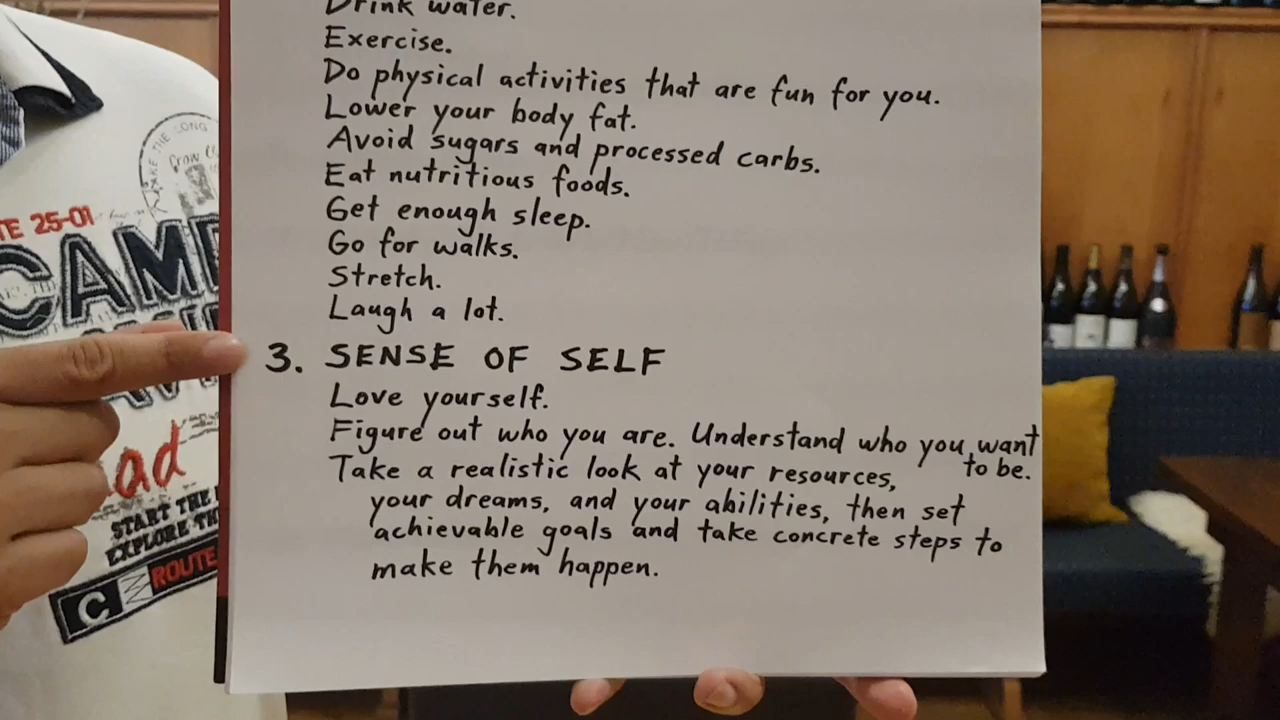 Drink water.
Exercise.
Do physical activities that are fun for you.
Lower your body fat.
Avoid sugars and processed carbs.
Eat nutritious foods.
Get enough sleep.
Go for walks.
Stretch.
Laugh a lot.
3. SENSE OF SELF
Love yourself.
Figure out who you are. Understand who you want
to be.
Take a realistic look at your resources,
your dreams, and your abilities, then set
achievable goals and take concrete steps to
make them happen.
THE LONG
25-01
CAMP
START THE
EXPLORE
C ROUTE